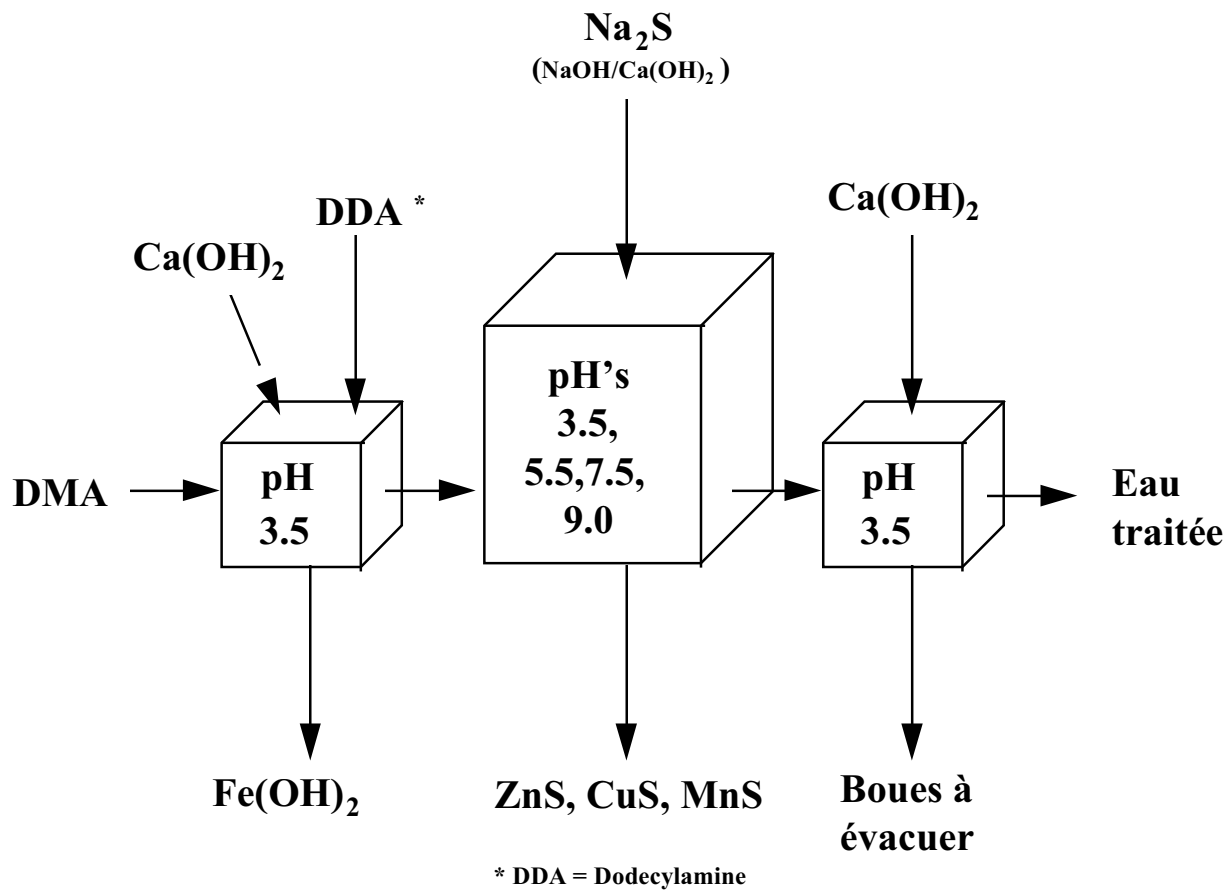 Na₂S
(NaOH/Ca(OH)₂ )
DDA *
Ca(OH)₂
Ca(OH)₂
DMA
pH
3.5
pH’s
3.5,
5.5,7.5,
9.0
pH
3.5
Eau
traitée
Fe(OH)₂
ZnS, CuS, MnS
Boues à
évacuer
* DDA = Dodecylamine